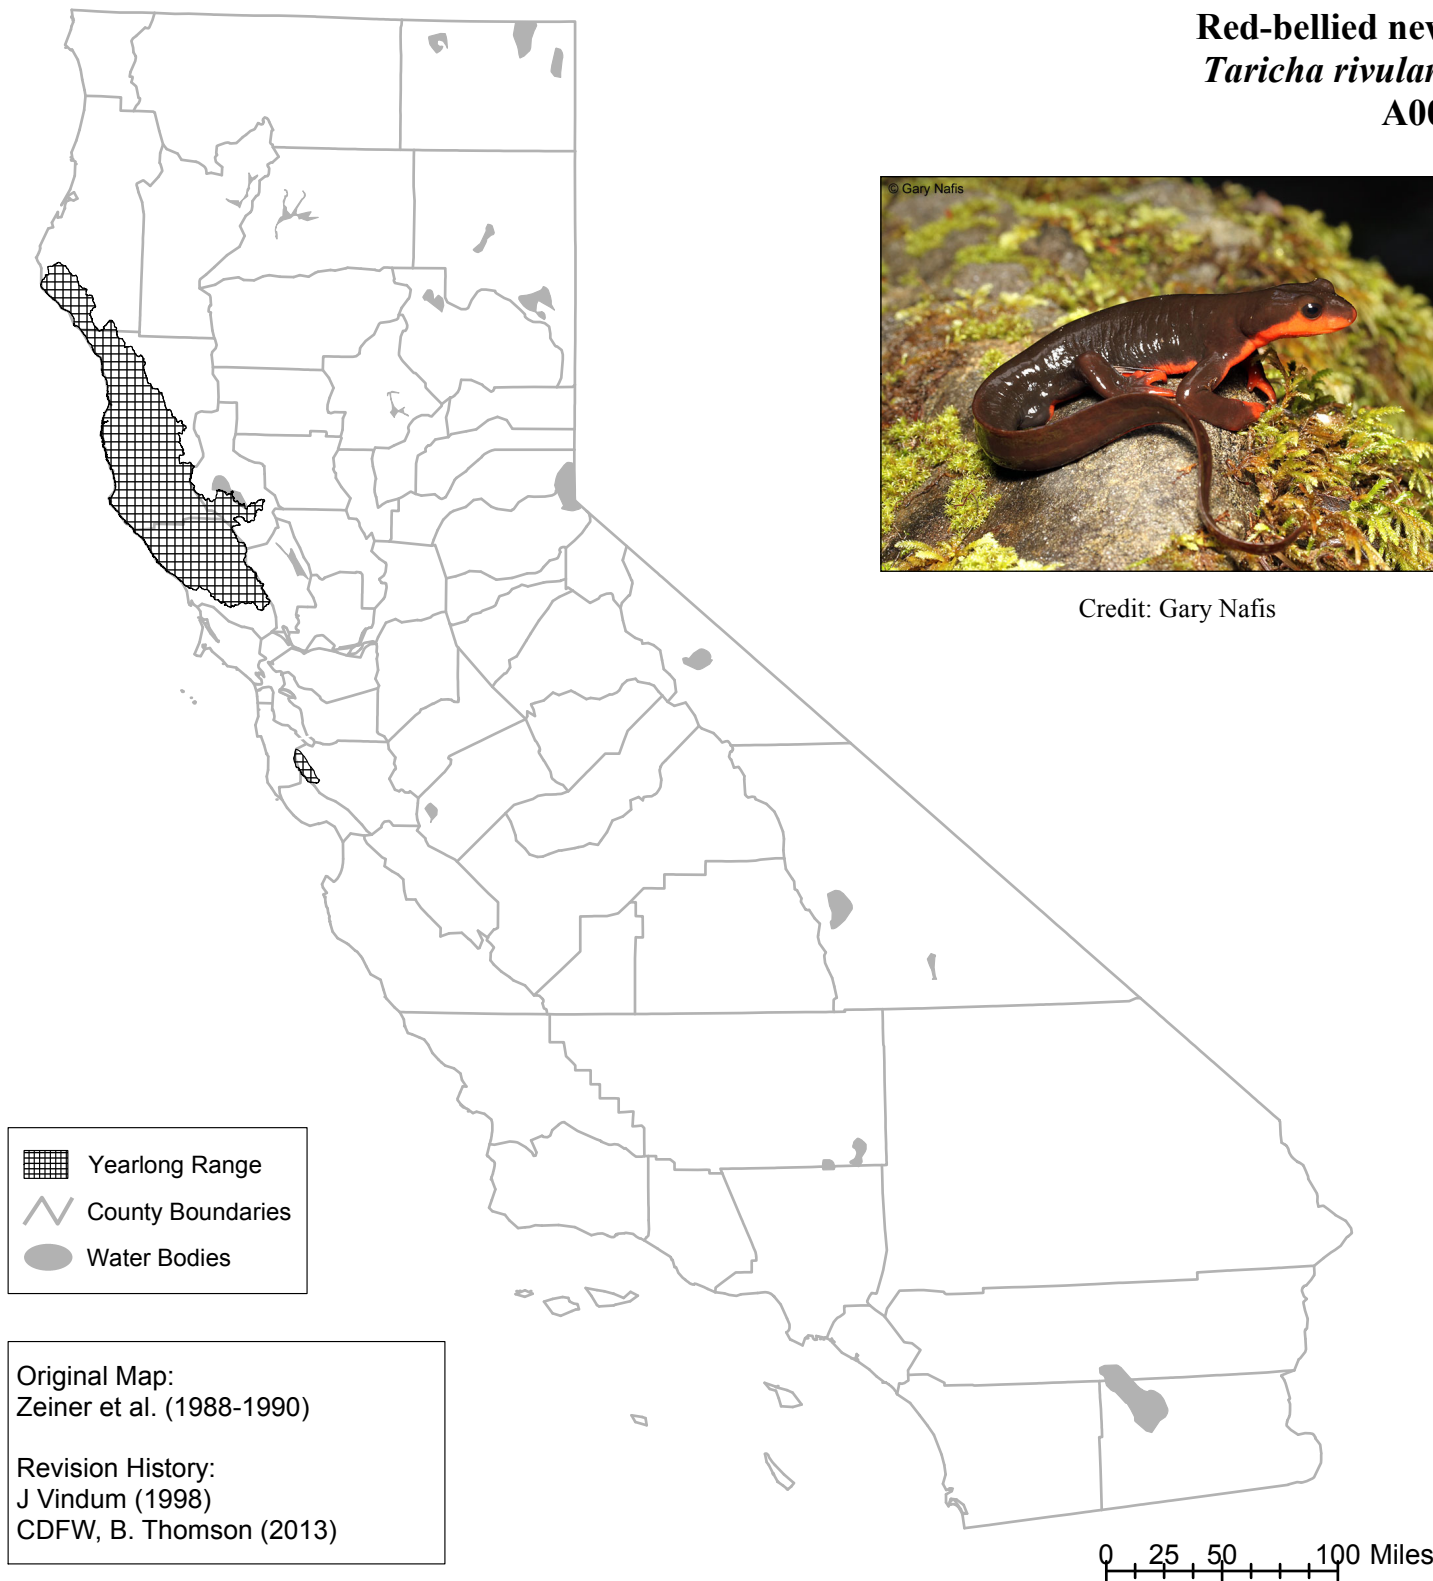 Red-bellied new
Taricha rivular
A00
© Gary Nafis
Credit: Gary Nafis
Yearlong Range
County Boundaries
Water Bodies
Original Map:
Zeiner et al. (1988-1990)
Revision History:
J Vindum (1998)
CDFW, B. Thomson (2013)
0 25 50 100 Miles